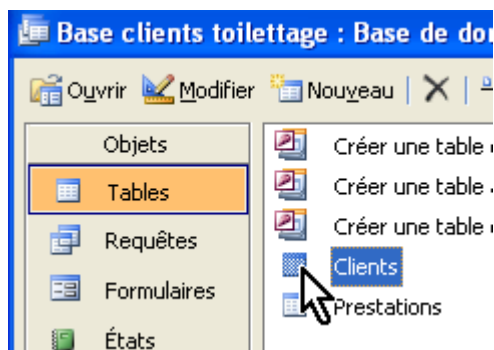 Base clients toilettage : Base de do
Ouvrir Modifier Nouveau
Objets
Tables
Requêtes
Formulaires
États
Créer une table
Créer une table
Créer une table
Clients
Prestations